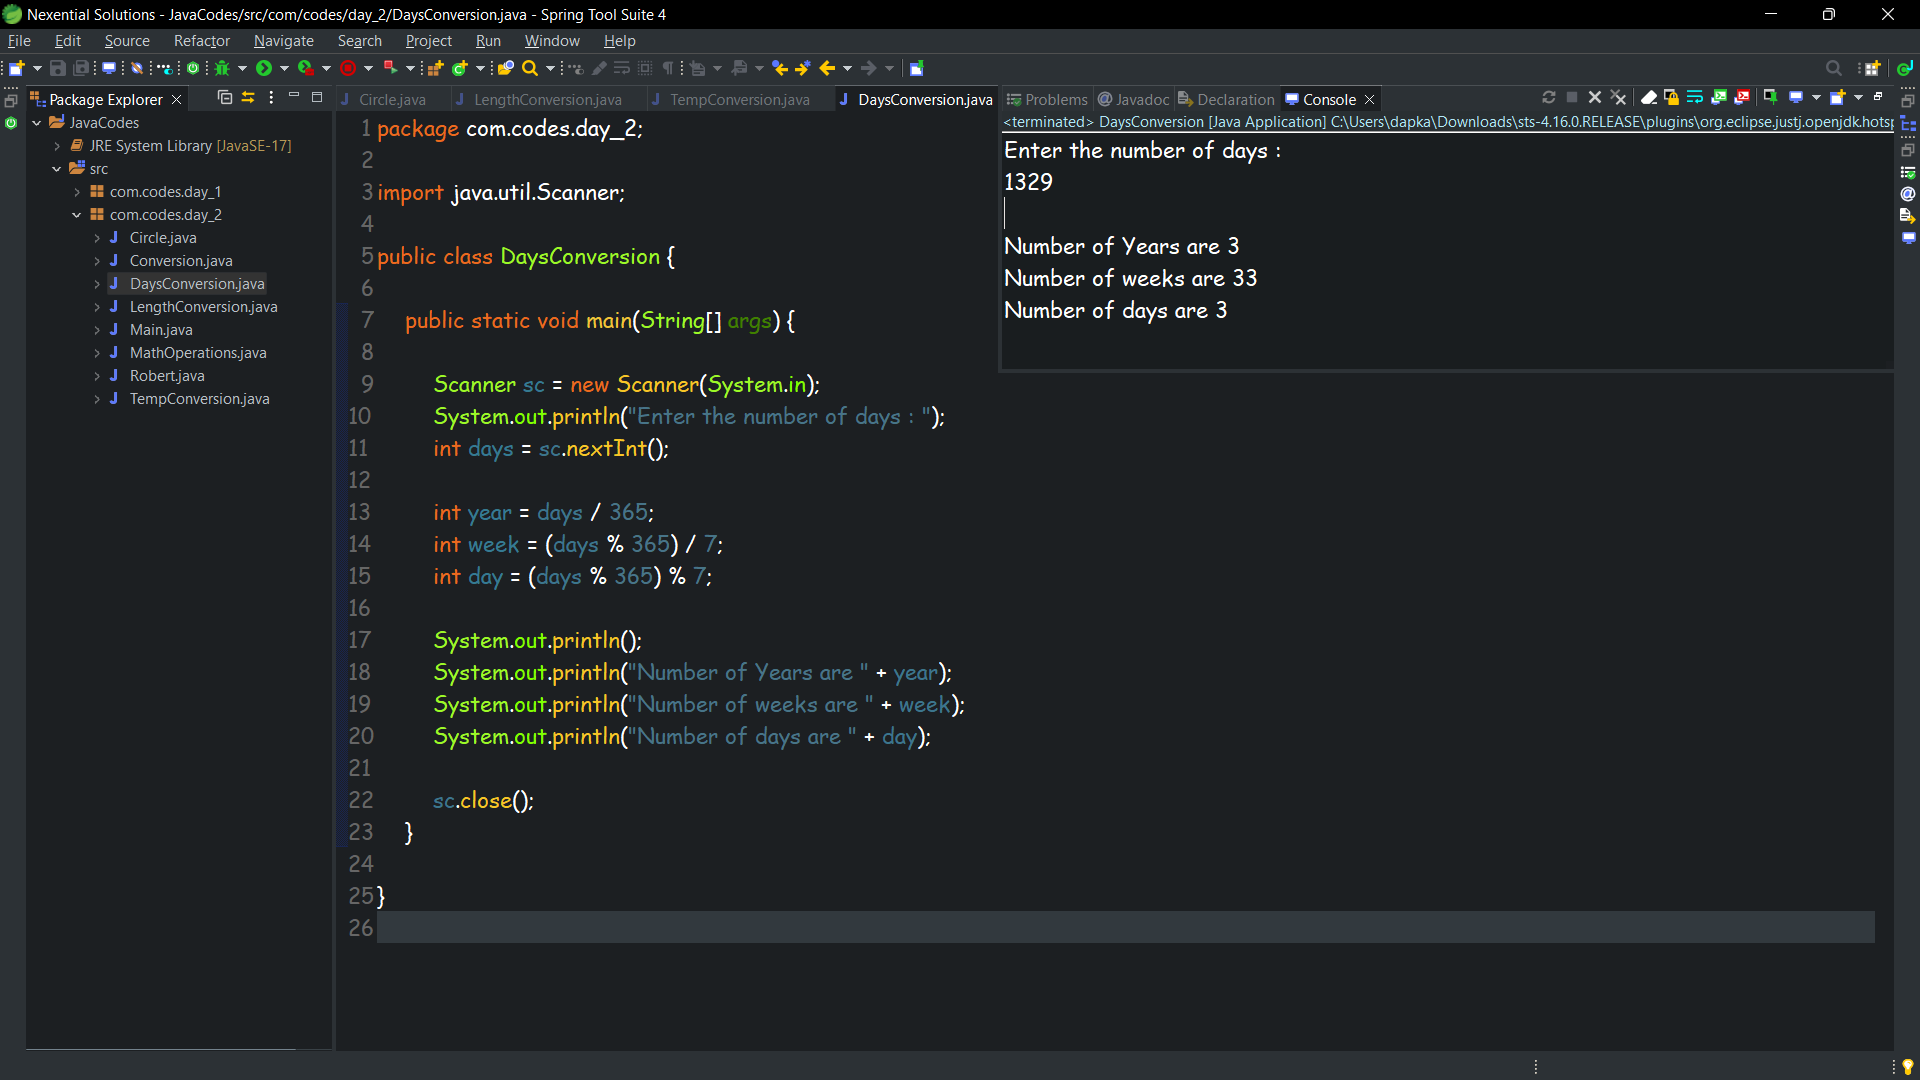 Nexential Solutions - JavaCodes/src/com/codes/day_2/DaysConversion.java - Spring Tool Suite 4
File Edit Source Refactor Navigate Search Project Run Window Help
Package Explorer
JavaCodes
JRE System Library [JavaSE-17]
src
com.codes.day_1
com.codes.day_2
Circle.java
Conversion.java
DaysConversion.java
LengthConversion.java
Main.java
MathOperations.java
Robert.java
TempConversion.java
Circle.java LengthConversion.java TempConversion.java DaysConversion.java
1 package com.codes.day_2;
2
3 import java.util.Scanner;
4
5 public class DaysConversion {
6
7 public static void main(String[] args) {
8
9 Scanner sc = new Scanner(System.in);
10 System.out.println("Enter the number of days : ");
11 int days = sc.nextInt();
12
13 int year = days / 365;
14 int week = (days % 365) / 7;
15 int day = (days % 365) % 7;
16
17 System.out.println();
18 System.out.println("Number of Years are " + year);
19 System.out.println("Number of weeks are " + week);
20 System.out.println("Number of days are " + day);
21
22 sc.close();
23 }
24
25 }
26
Problems @ Javadoc Declaration Console
<terminated> DaysConversion [Java Application] C:\Users\dapka\Downloads\sts-4.16.0.RELEASE\plugins\org.eclipse.justj.openjdk.hotsp
Enter the number of days :
1329
Number of Years are 3
Number of weeks are 33
Number of days are 3